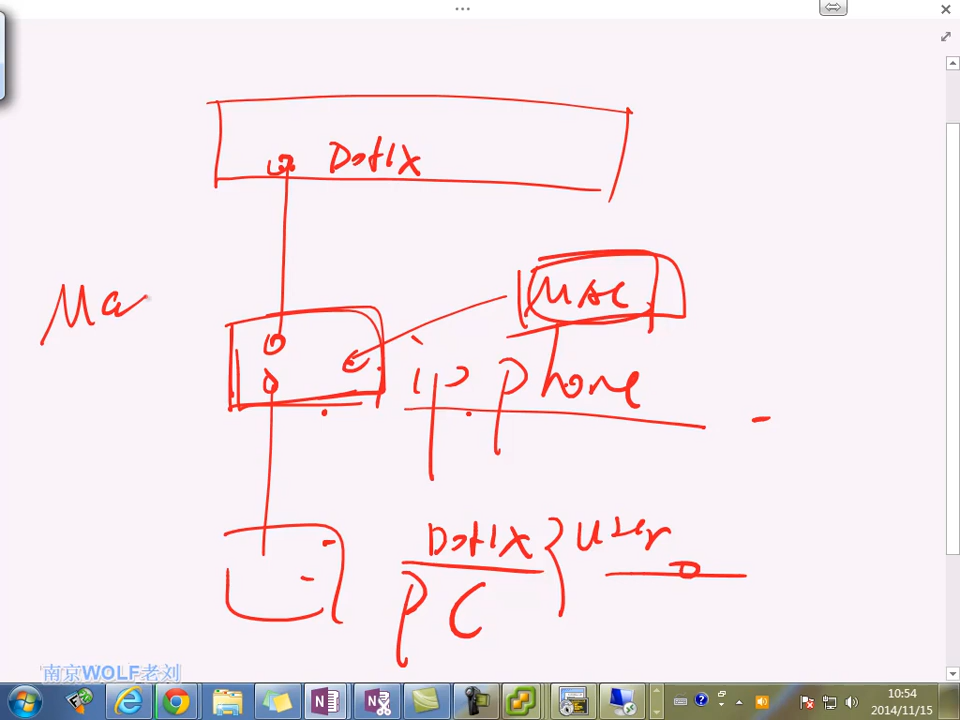 Dot1X
MAC
Ma
ip phone
Dot1X
User
PC
南京WOLF老刘
10:54
2014/11/15